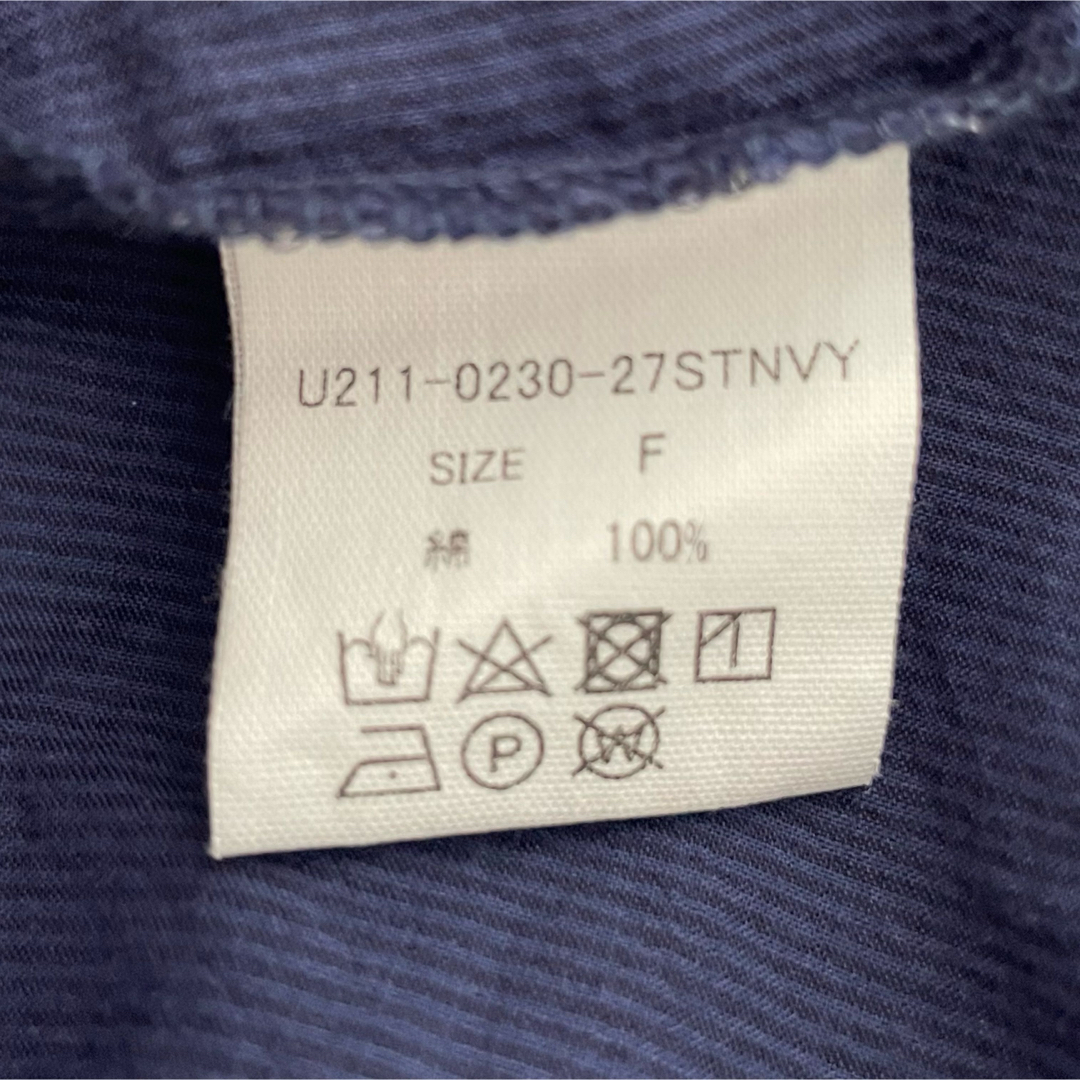 U211-0230-27STNVY
SIZE F
綿 100%
P W